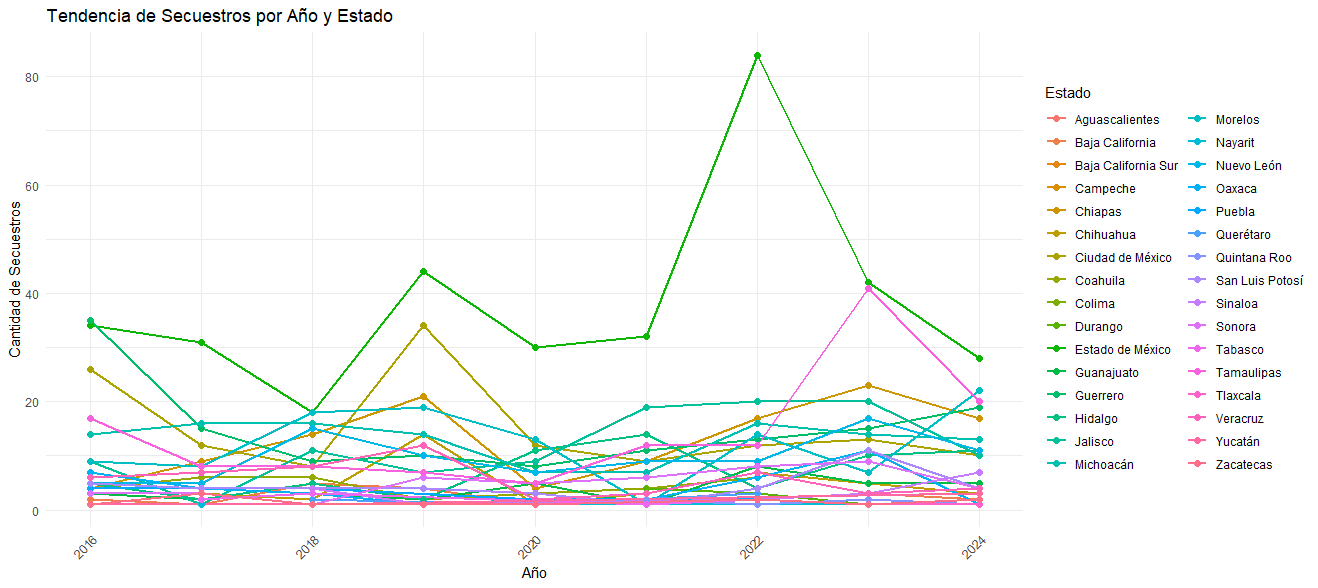 Tendencia de Secuestros por Año y Estado
Cantidad de Secuestros
80
60
40
20
0
2016
2018
2020
2022
2024
Año
Estado
Aguascalientes
Baja California
Baja California Sur
Campeche
Chiapas
Chihuahua
Ciudad de México
Coahuila
Colima
Durango
Estado de México
Guanajuato
Guerrero
Hidalgo
Jalisco
Michoacán
Morelos
Nayarit
Nuevo León
Oaxaca
Puebla
Querétaro
Quintana Roo
San Luis Potosí
Sinaloa
Sonora
Tabasco
Tamaulipas
Tlaxcala
Veracruz
Yucatán
Zacatecas